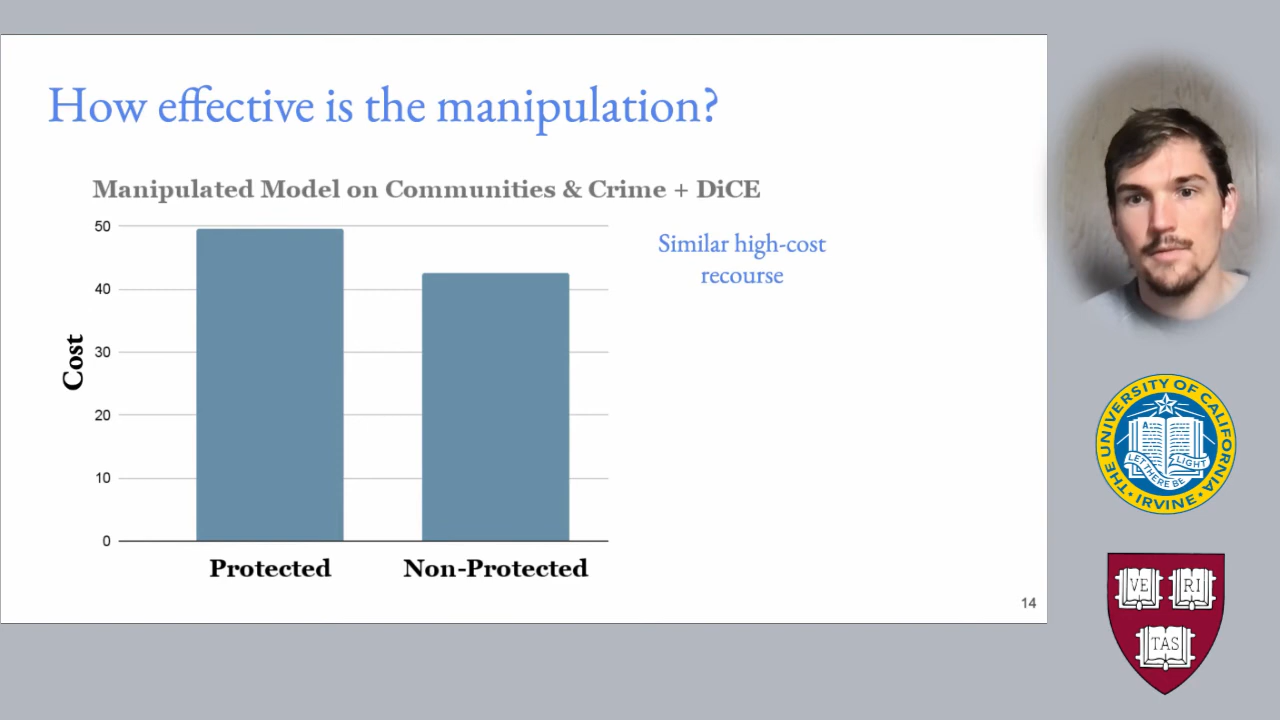 How effective is the manipulation?
Manipulated Model on Communities & Crime + DiCE
Similar high-cost
recourse
50
40
30
20
10
0
Cost
Protected
Non-Protected
14
THE UNIVERSITY OF CALIFORNIA · IRVINE ·
LET THERE BE LIGHT
A
VE RI
TAS